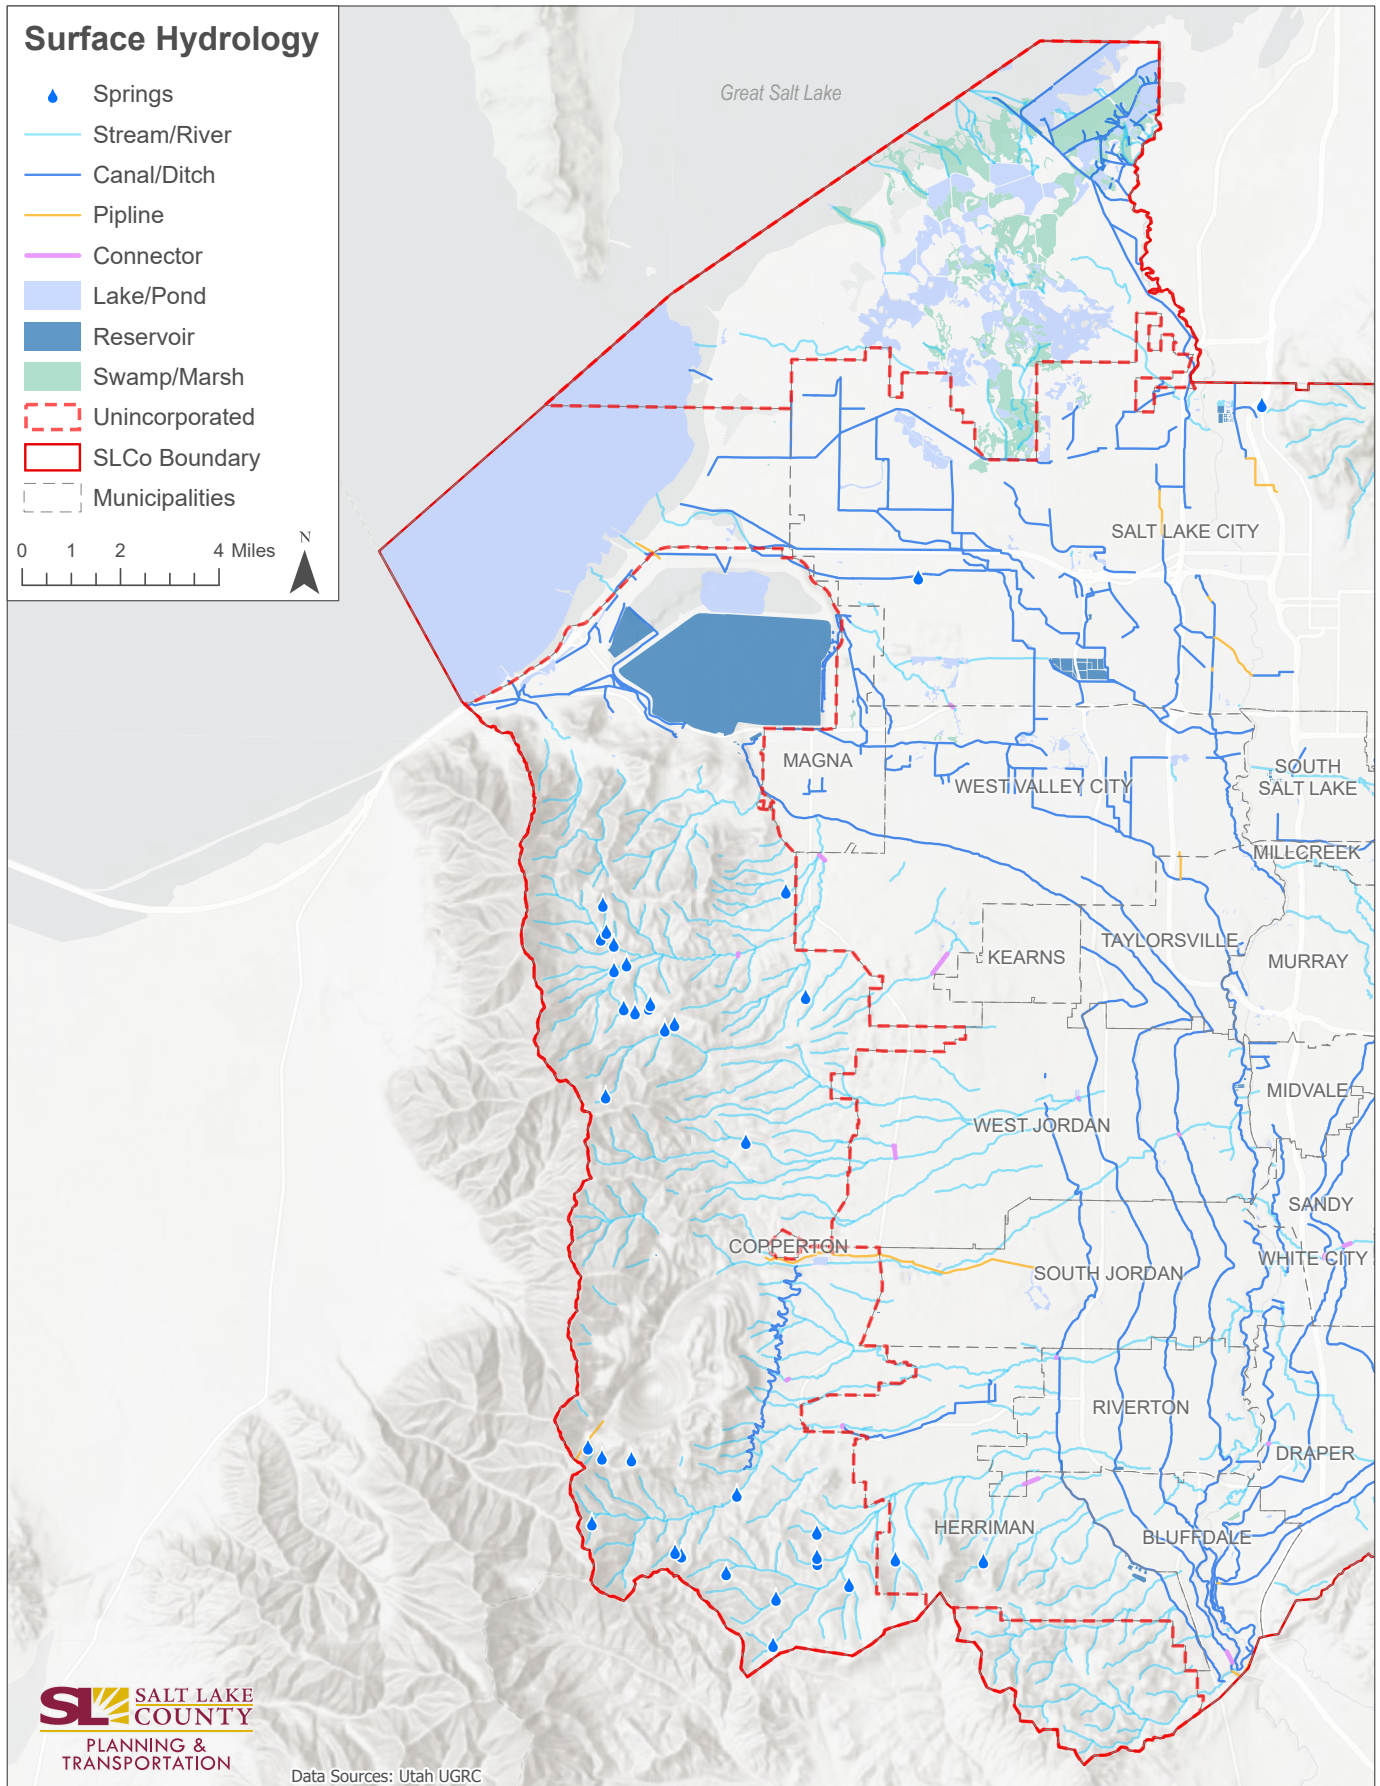 Surface Hydrology
Springs
Stream/River
Canal/Ditch
Pipline
Connector
Lake/Pond
Reservoir
Swamp/Marsh
Unincorporated
SLCo Boundary
Municipalities
0 1 2 4 Miles
N
Great Salt Lake
SALT LAKE CITY
MAGNA
WEST VALLEY CITY
SOUTH
SALT LAKE
MILLCREEK
TAYLORSVILLE
KEARNS
MURRAY
MIDVALE
WEST JORDAN
SANDY
COPPERTON
WHITE CITY
SOUTH JORDAN
RIVERTON
DRAPER
HERRIMAN
BLUFFDALE
SL SALT LAKE
COUNTY
PLANNING &
TRANSPORTATION
Data Sources: Utah UGRC